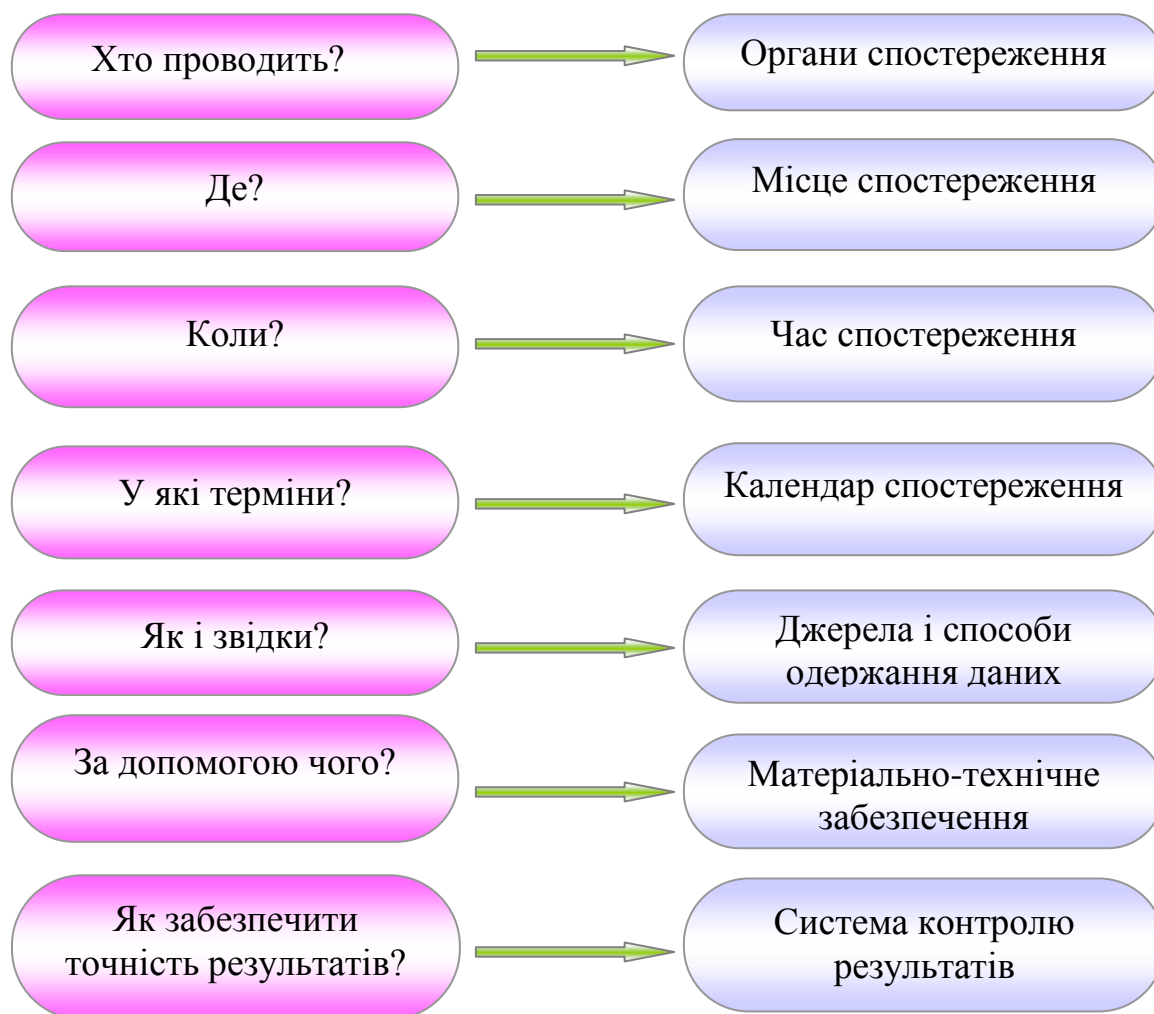 Хто проводить?
Органи спостереження
Де?
Місце спостереження
Коли?
Час спостереження
У які терміни?
Календар спостереження
Як і звідки?
Джерела і способи
одержання даних
За допомогою чого?
Матеріально-технічне
забезпечення
Як забезпечити
точність результатів?
Система контролю
результатів